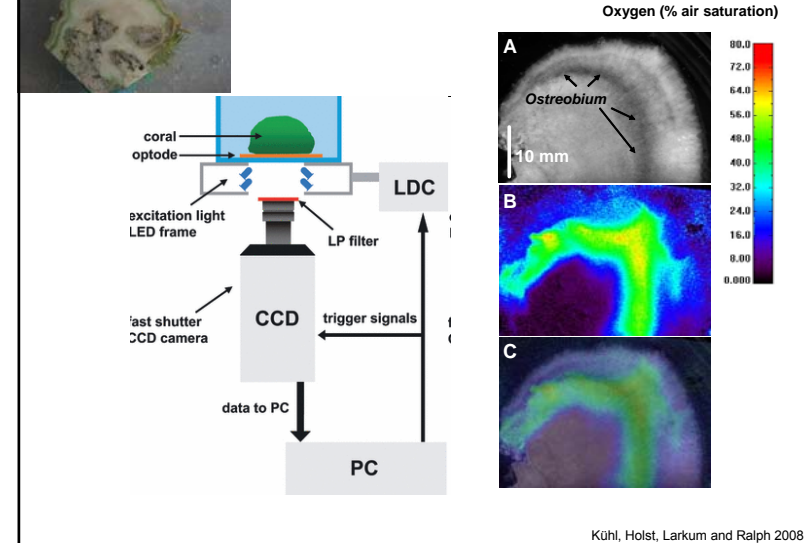 Oxygen (% air saturation)
coral
optode
excitation light
LED frame
LDC
LP filter
fast shutter
CCD camera
CCD
trigger signals
data to PC
PC
A
Ostreobium
10 mm
B
C
80.0
72.0
64.0
56.0
48.0
40.0
32.0
24.0
16.0
8.00
0.000
Kühl, Holst, Larkum and Ralph 2008